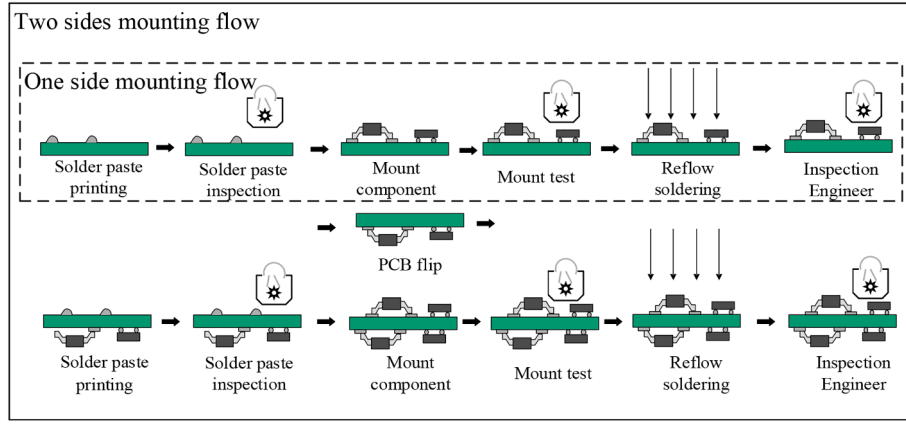 Two sides mounting flow
One side mounting flow
Solder paste
printing
Solder paste
inspection
Mount
component
Mount test
Reflow
soldering
Inspection
Engineer
PCB flip
Solder paste
printing
Solder paste
inspection
Mount
component
Mount test
Reflow
soldering
Inspection
Engineer